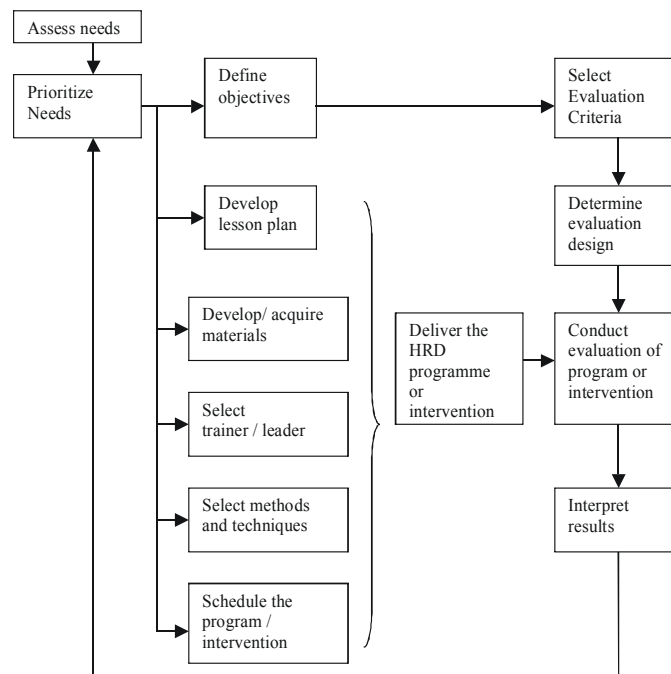 Assess needs
Prioritize
Needs
Define
objectives
Select
Evaluation
Criteria
Develop
lesson plan
Determine
evaluation
design
Develop/ acquire
materials
Deliver the
HRD
programme
or
intervention
Conduct
evaluation of
program or
intervention
Select
trainer / leader
Select methods
and techniques
Interpret
results
Schedule the
program /
intervention